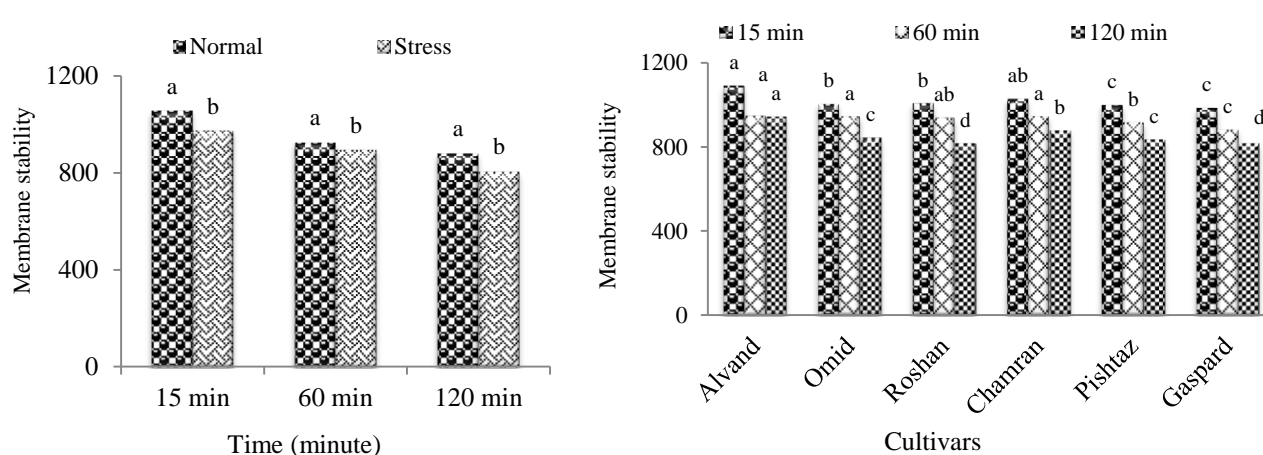 Normal Stress
Membrane stability
1200
800
400
0
a b a b a b
15 min 60 min 120 min
Time (minute)
15 min 60 min 120 min
Membrane stability
1200
800
400
0
a a a b a c b ab d ab a b c b c c c d
Alvand Omid Roshan Chamran Pishtaz Gaspard
Cultivars